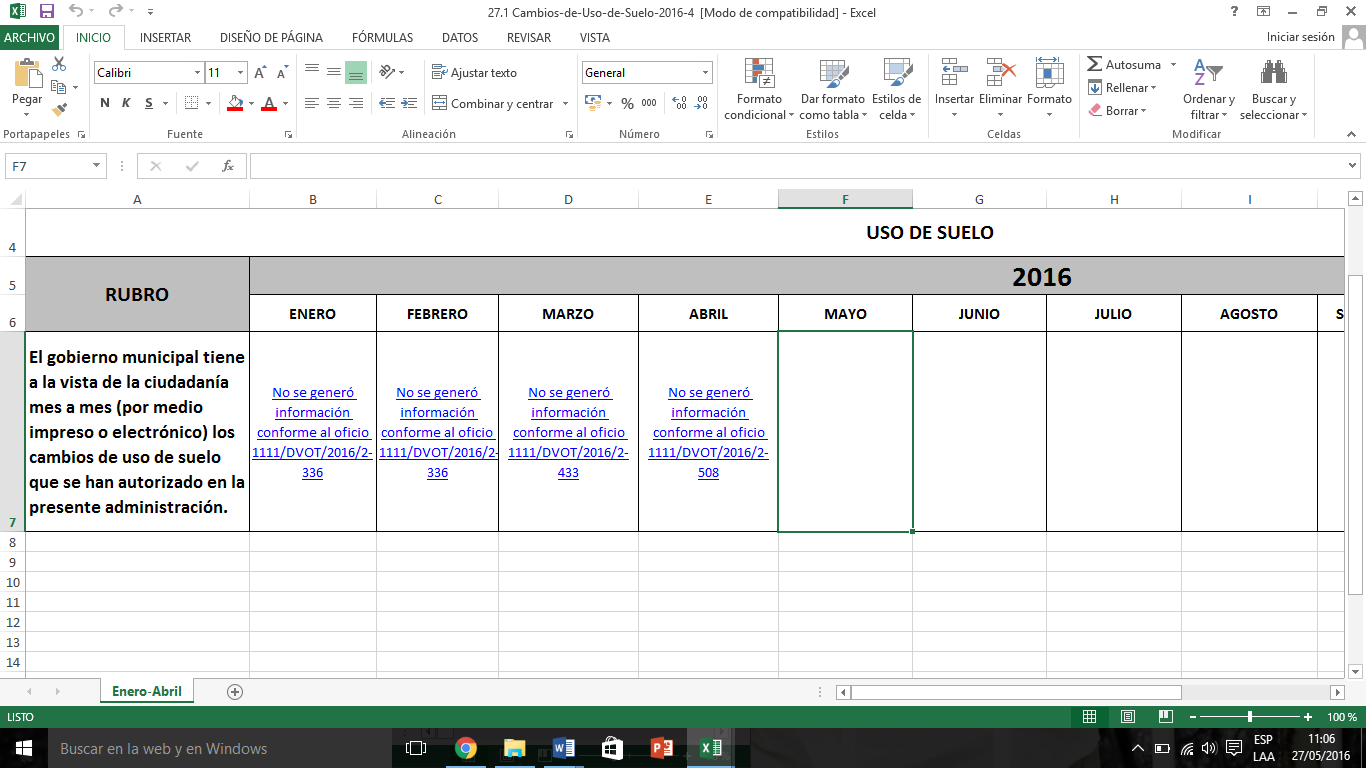 27.1 Cambios-de-Uso-de-Suelo-2016-4 [Modo de compatibilidad] - Excel
ARCHIVO INICIO INSERTAR DISEÑO DE PÁGINA FÓRMULAS DATOS REVISAR VISTA Iniciar sesión
Pegar
Portapapeles
Calibri 11
N K S
Fuente
Ajustar texto
Combinar y centrar
Alineación
General
% 000
Número
Formato condicional
Dar formato como tabla
Estilos de celda
Estilos
Insertar Eliminar Formato
Celdas
Autosuma
Rellenar
Borrar
Ordenar y filtrar
Buscar y seleccionar
Modificar
F7 fx
A B C D E F G H I
4 USO DE SUELO
5 RUBRO 2016
6 ENERO FEBRERO MARZO ABRIL MAYO JUNIO JULIO AGOSTO S
7
El gobierno municipal tiene
a la vista de la ciudadanía
mes a mes (por medio
impreso o electrónico) los
cambios de uso de suelo
que se han autorizado en la
presente administración.
No se generó
información
conforme al oficio
1111/DVOT/2016/2-
336
No se generó
información
conforme al oficio
1111/DVOT/2016/2-
336
No se generó
información
conforme al oficio
1111/DVOT/2016/2-
433
No se generó
información
conforme al oficio
1111/DVOT/2016/2-
508
8
9
10
11
12
13
14
Enero-Abril
LISTO 100 %
Buscar en la web y en Windows
ESP
LAA
11:06
27/05/2016